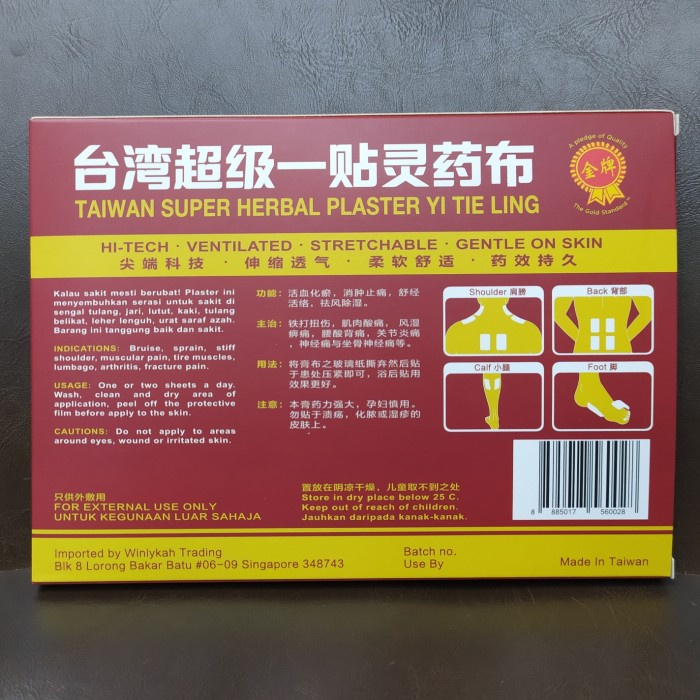 台湾超级一贴灵药布
TAIWAN SUPER HERBAL PLASTER YI TIE LING
A pledge of Quality
金牌
The Gold Standard™
HI-TECH · VENTILATED · STRETCHABLE · GENTLE ON SKIN
尖端科技 · 伸缩透气 · 柔软舒适 · 药效持久
Kalau sakit mesti berubat! Plaster ini
menyembuhkan serasi untuk sakit di
sengal tulang, jari, lutut, kaki, tulang
belikat, leher lenguh, urat saraf azah.
Barang ini tanggung baik dan sakit.
INDICATIONS: Bruise, sprain, stiff
shoulder, muscular pain, tire muscles,
lumbago, arthritis, fracture pain.
USAGE: One or two sheets a day.
Wash, clean and dry area of
application, peel off the protective
film before apply to the skin.
CAUTIONS: Do not apply to areas
around eyes, wound or irritated skin.
功能: 活血化瘀, 消肿止痛, 舒经
活络, 祛风除湿。
主治: 铁打扭伤, 肌肉酸痛, 风湿
痹痛, 腰酸背痛, 关节炎痛
, 神经痛与坐骨神经痛等。
用法: 将膏布之玻璃纸撕弃然后贴
于患处压紧即可, 浴后贴用
效果更好。
注意: 本膏药力强大, 孕妇慎用。
勿贴于溃疡, 化脓或湿疹的
皮肤上。
Shoulder 肩膀
Back 背部
Calf 小腿
Foot 脚
只供外敷用
FOR EXTERNAL USE ONLY
UNTUK KEGUNAAN LUAR SAHAJA
置放在阴凉干燥, 儿童取不到之处
Store in dry place below 25 C.
Keep out of reach of children.
Jauhkan daripada kanak-kanak.
8 885017 560028
Imported by Winlykah Trading
Blk 8 Lorong Bakar Batu #06-09 Singapore 348743
Batch no.
Use By
Made In Taiwan